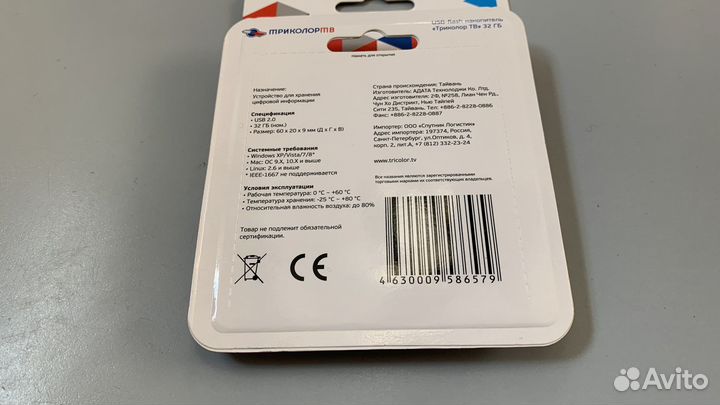 ТРИКОЛОРТВ
USB flash накопитель
«Триколор ТВ» 32 ГБ
Нажать для открытия
Назначение:
Устройство для хранения
цифровой информации
Спецификация
• USB 2.0
• 32 ГБ (ном.)
• Размер: 60 x 20 x 9 мм (Д x Г x В)
Системные требования
• Windows XP/Vista/7/8*
• Mac: ОС 9.X, 10.X и выше
• Linux: 2.6 и выше
* IEEE-1667 не поддерживается
Условия эксплуатации
• Рабочая температура: 0 °C ~ +60 °C
• Температура хранения: -25 °C ~ +80 °C
• Относительная влажность воздуха: до 80%
Товар не подлежит обязательной
сертификации.
Страна происхождения: Тайвань
Изготовитель: АДАТА Текнолоджи Ко. Лтд.
Адрес изготовителя: 2Ф, №258, Лиан Чен Рд.,
Чун Хо Дистрикт, Нью Тайпей
Сити 235, Тайвань. Тел: +886-2-8228-0886
Факс: +886-2-8228-0887
Импортер: ООО «Спутник Логистик»
Адрес импортера: 197374, Россия,
Санкт-Петербург, ул.Оптиков, д. 4,
корп. 2, лит.А, +7 (812) 332-23-24
www.tricolor.tv
Все названия являются зарегистрированными
торговыми марками их соответствующих владельцев.
CE
4 630009 586579
Avito